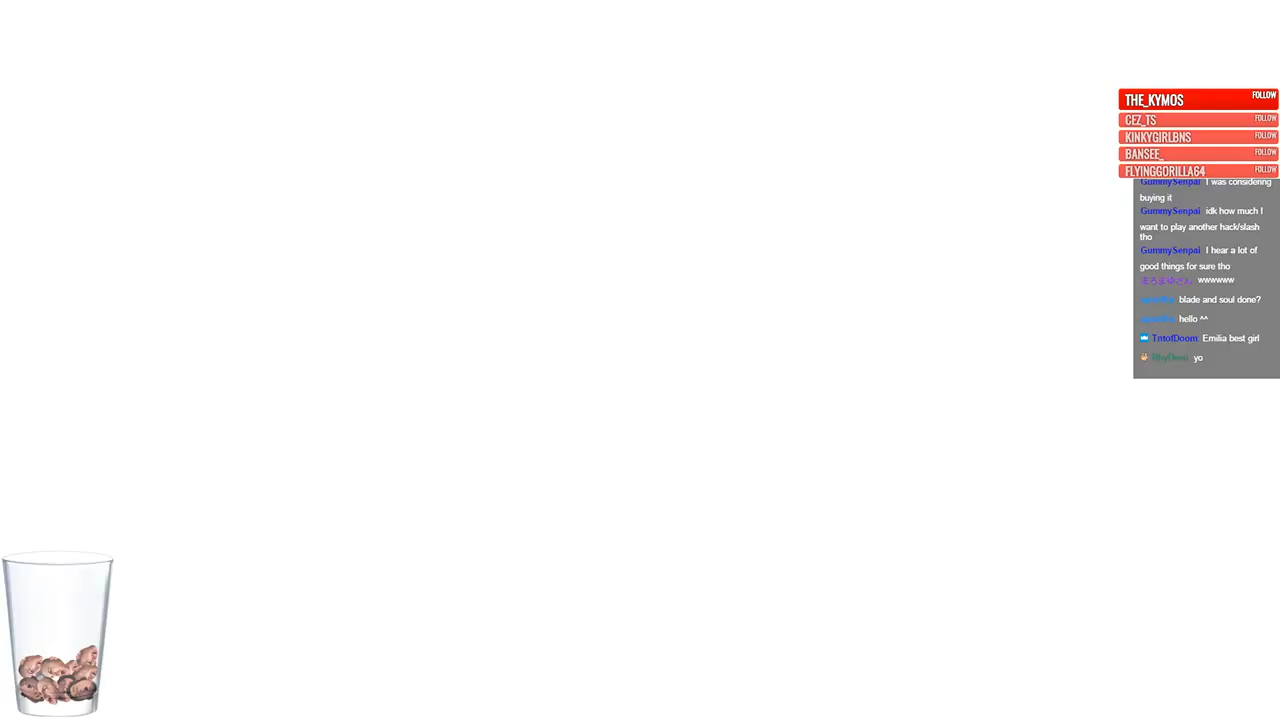 THE_KYMOS FOLLOW
CEZ_TS FOLLOW
KINKYGIRLBNS FOLLOW
BANSEE_ FOLLOW
FLYINGGORILLA64 FOLLOW
GummySenpai I was considering
buying it
GummySenpai idk how much I
want to play another hack/slash
tho
GummySenpai I hear a lot of
good things for sure tho
wwwwww
blade and soul done?
hello ^^
TntofDoom: Emilia best girl
yo